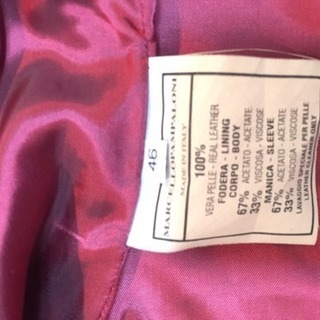 MARCELLO PAMPALONI
MADE IN ITALY
46
100%
VERA PELLE - REAL LEATHER
FODERA - LINING
CORPO - BODY
67% ACETATO - ACETATE
33% VISCOSA - VISCOSE
MANICA - SLEEVE
67% ACETATO - ACETATE
33% VISCOSA - VISCOSE
LAVAGGIO SPECIALE PER PELLE
LEATHER CLEANER ONLY